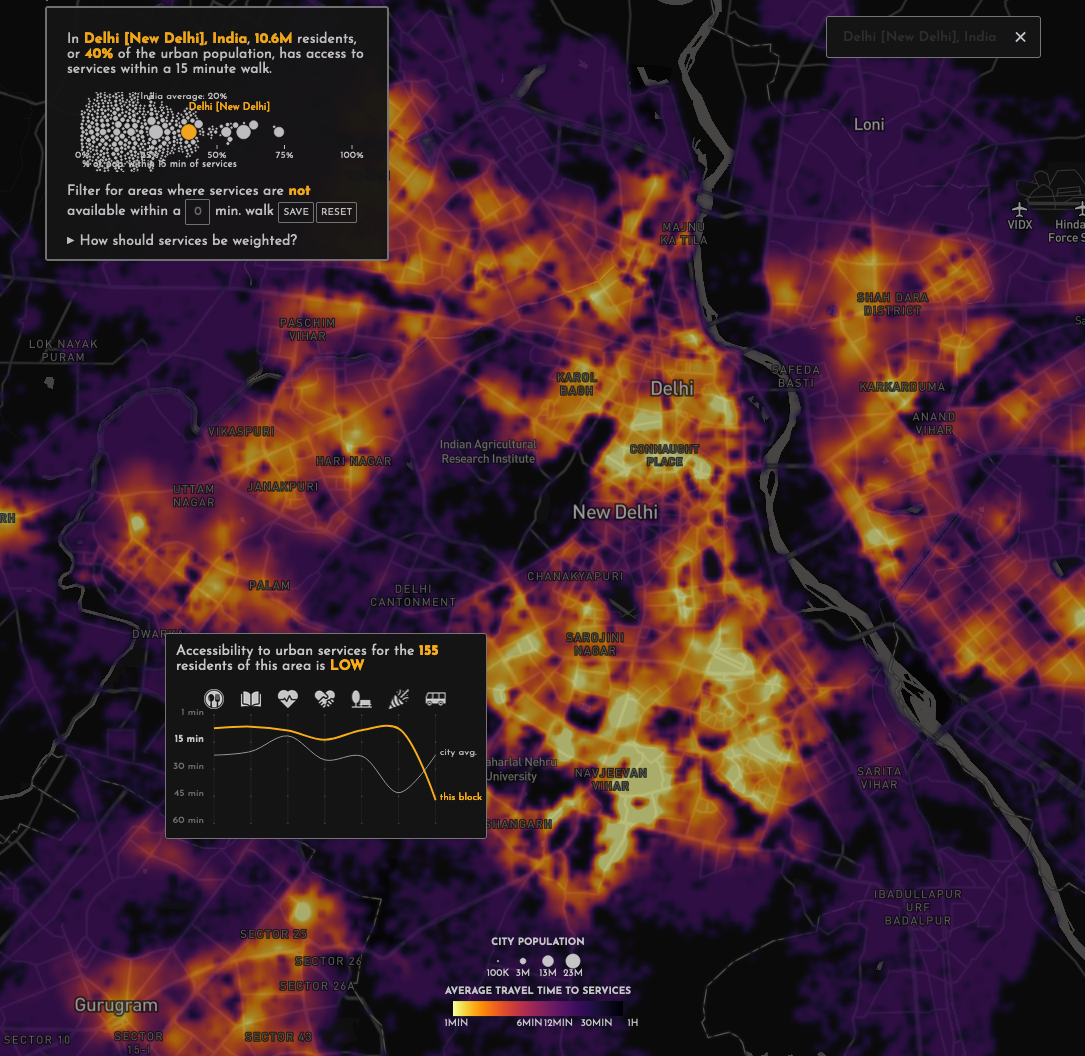 In Delhi [New Delhi], India, 10.6M residents,
or 40% of the urban population, has access to
services within a 15 minute walk.
India average: 20%
Delhi [New Delhi]
0% 25% 50% 75% 100%
% of pop. within 15 min of services
Filter for areas where services are not
available within a 0 min. walk SAVE RESET
▶ How should services be weighted?
Delhi [New Delhi], India ✕
Loni
VIDX
Hinda
Force S
MAJNU
KA TILA
SHAH DARA
DISTRICT
PASCHIM
VIHAR
LOK NAYAK
PURAM
KAROL
BAGH
Delhi
SAFEDA
BASTI
KARKARDUMA
ANAND
VIHAR
VIKASPURI
HARI NAGAR
Indian Agricultural
Research Institute
CONNAUGHT
PLACE
JANAKPURI
UTTAM
NAGAR
RH
New Delhi
CHANAKYAPURI
PALAM
DELHI
CANTONMENT
DWARKA
SAROJINI
NAGAR
Accessibility to urban services for the 155
residents of this area is LOW
1 min
15 min
30 min
45 min
60 min
city avg.
this block
aharlal Nehru
University
NAVJEEVAN
VIHAR
SARITA
VIHAR
SHANGARH
IBADULLAPUR
URF
BADALPUR
SECTOR 25
SECTOR 26
SECTOR 26A
Gurugram
SECTOR 10
SECTOR
15-I
SECTOR 43
CITY POPULATION
100K 3M 13M 23M
AVERAGE TRAVEL TIME TO SERVICES
1MIN 6MIN 12MIN 30MIN 1H